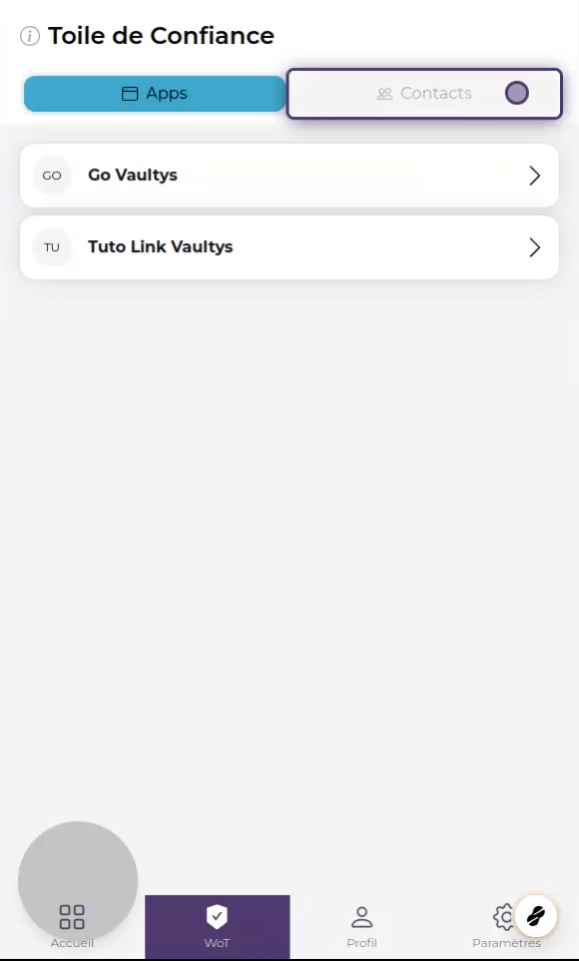 Toile de Confiance
Apps
Contacts
GO
Go Vaultys
TU
Tuto Link Vaultys
Accueil
WoT
Profil
Paramètres